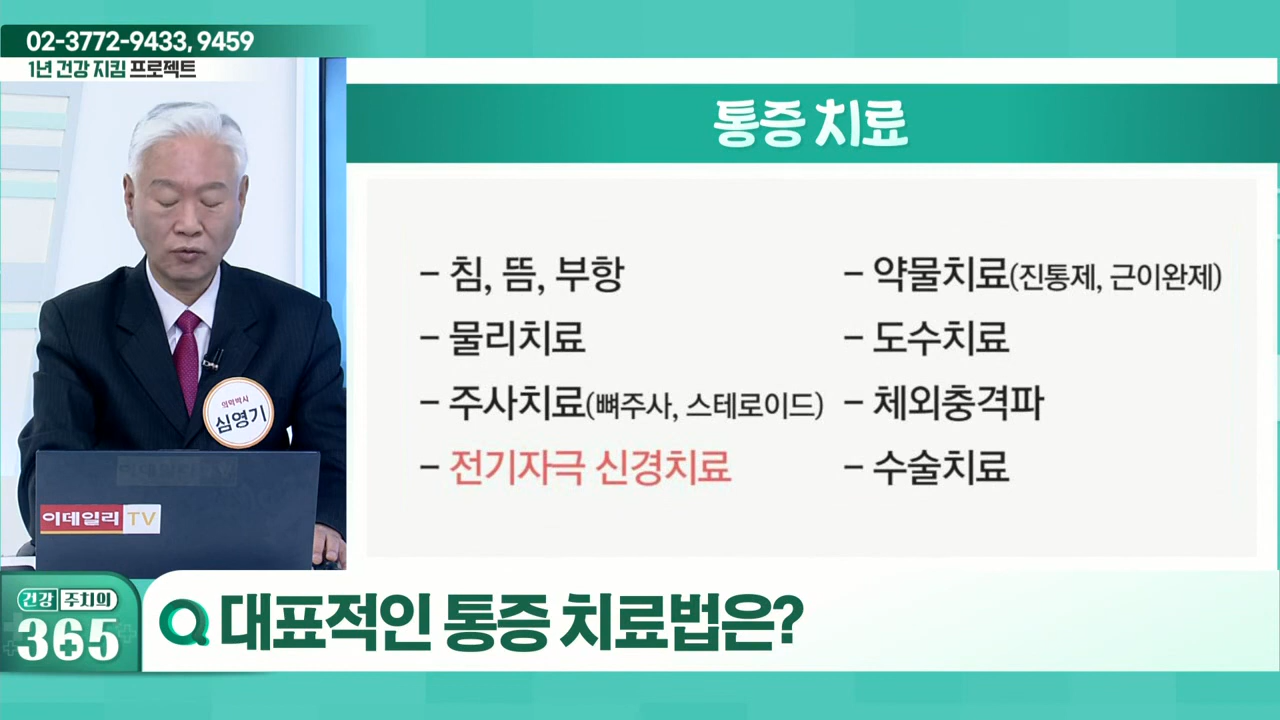 02-3772-9433, 9459
1년 건강 지킴 프로젝트
통증 치료
- 침, 뜸, 부항
- 물리치료
- 주사치료(뼈주사, 스테로이드)
- 전기자극 신경치료
- 약물치료(진통제, 근이완제)
- 도수치료
- 체외충격파
- 수술치료
의학박사
심영기
이데일리 TV
건강 주치의
365
Q 대표적인 통증 치료법은?